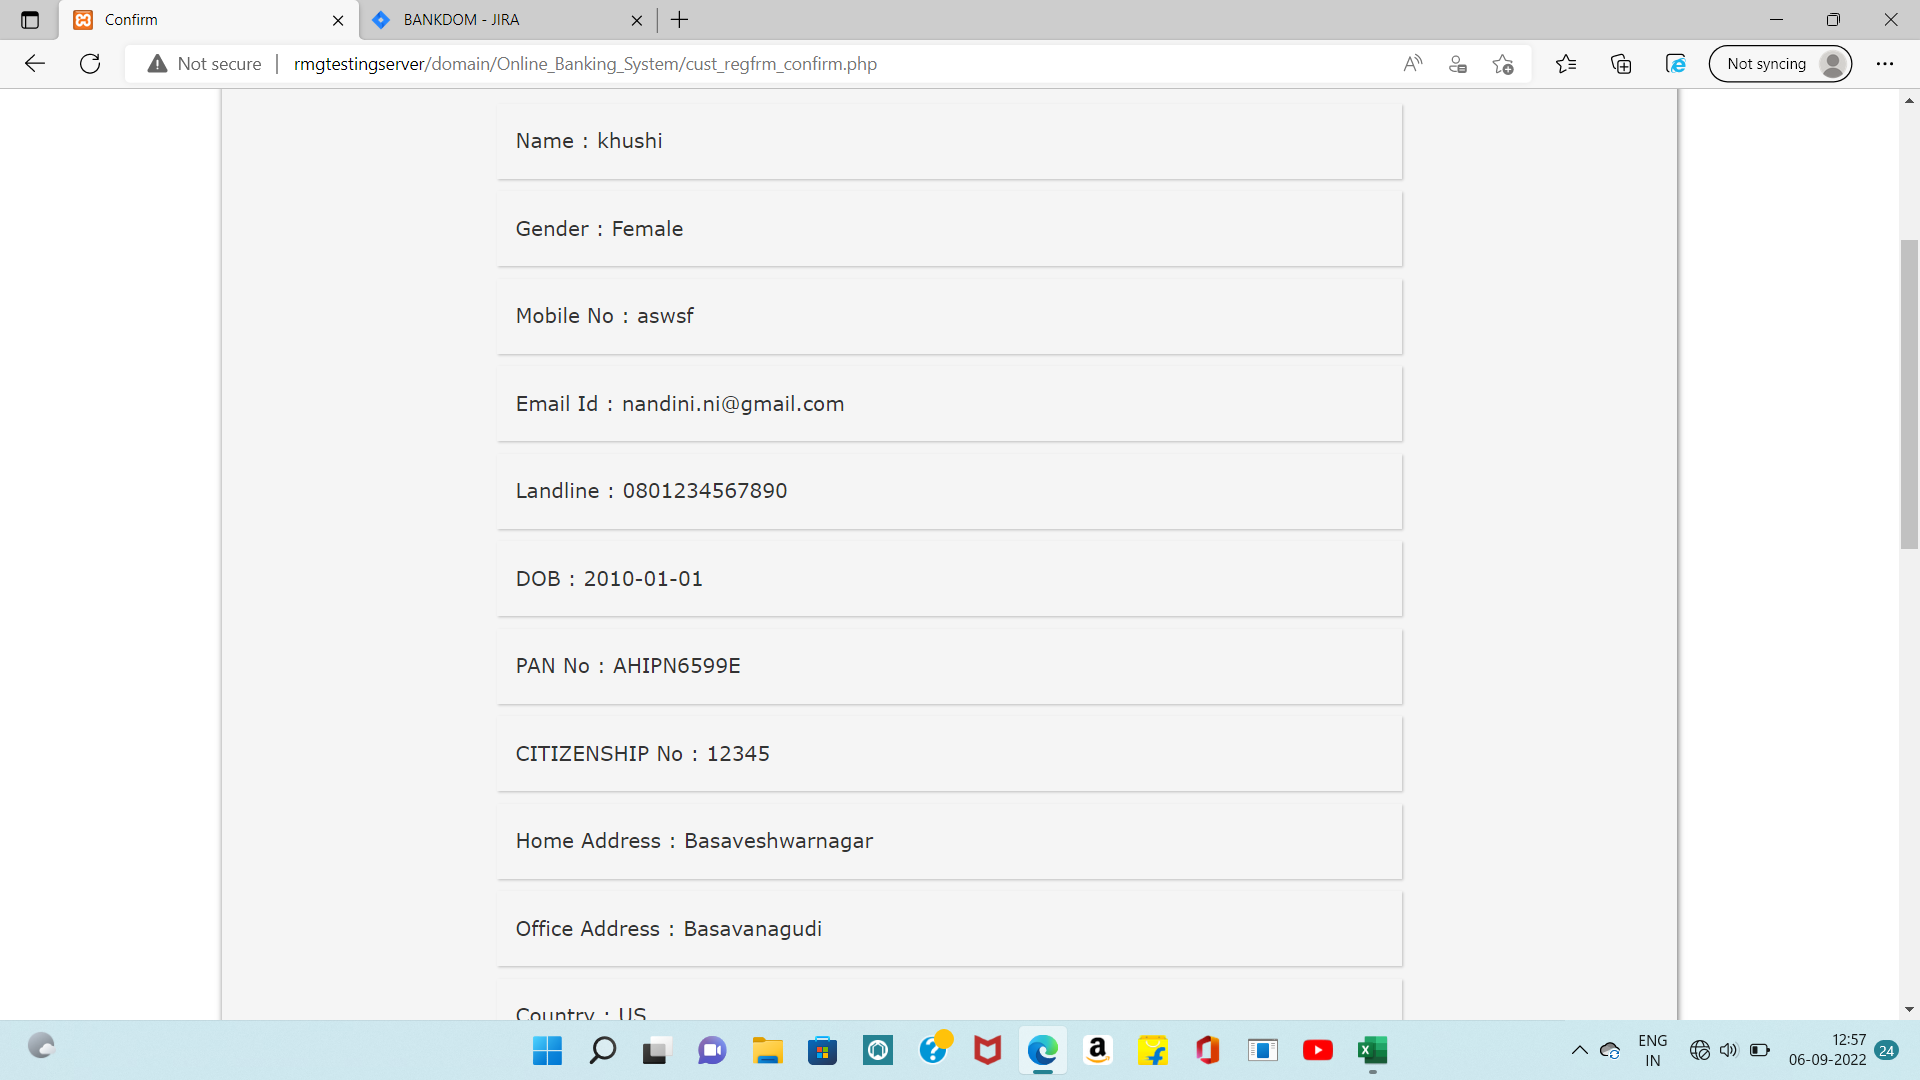 Confirm
BANKDOM - JIRA
Not secure
rmgtestingserver/domain/Online_Banking_System/cust_regfrm_confirm.php
Not syncing
Name : khushi
Gender : Female
Mobile No : aswsf
Email Id : nandini.ni@gmail.com
Landline : 0801234567890
DOB : 2010-01-01
PAN No : AHIPN6599E
CITIZENSHIP No : 12345
Home Address : Basaveshwarnagar
Office Address : Basavanagudi
Country : US
ENG
IN
12:57
06-09-2022
24